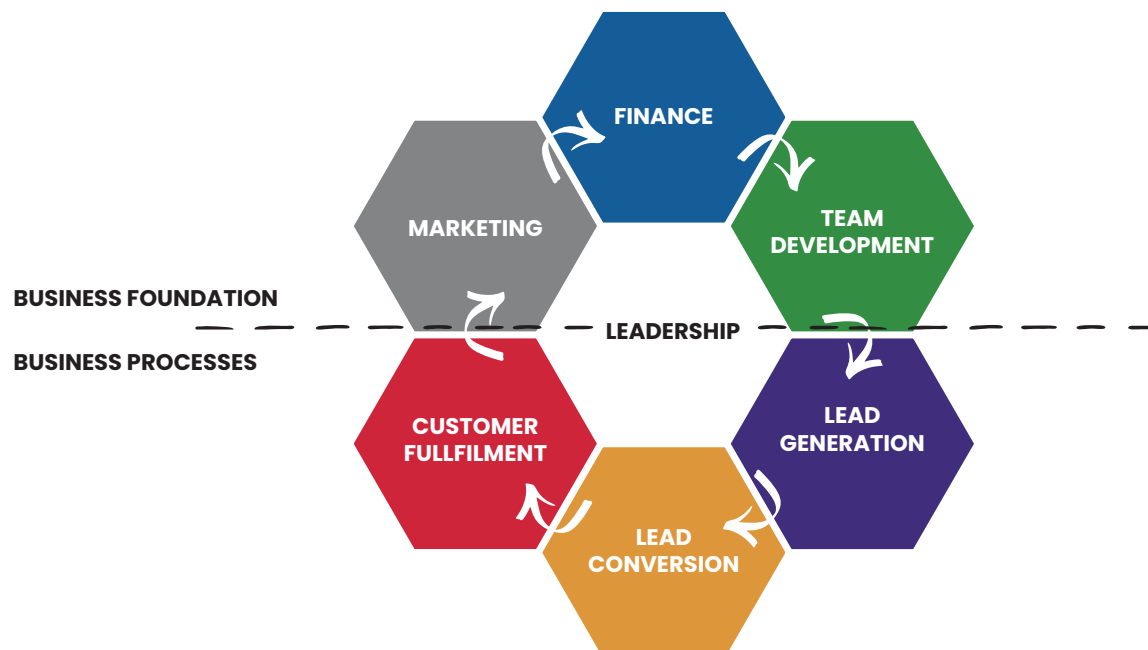 FINANCE
MARKETING
TEAM
DEVELOPMENT
BUSINESS FOUNDATION
LEADERSHIP
BUSINESS PROCESSES
CUSTOMER
FULLFILMENT
LEAD
GENERATION
LEAD
CONVERSION